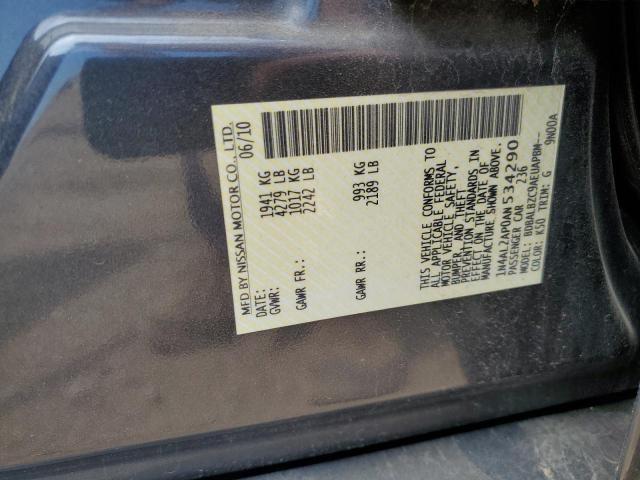 MFD BY NISSAN MOTOR CO., LTD.
DATE: 06/10
GVWR: 1941 KG
4279 LB
GAWR FR.: 1017 KG
2242 LB
GAWR RR.: 993 KG
2189 LB
THIS VEHICLE CONFORMS TO
ALL APPLICABLE FEDERAL
MOTOR VEHICLE SAFETY,
BUMPER, AND THEFT
PREVENTION STANDARDS IN
EFFECT ON THE DATE OF
MANUFACTURE SHOWN ABOVE.
1N4AL2AP0AN534290
PASSENGER CAR 236
MODEL: BDBALBZC29AEUAPBM---
COLOR: K50 TRIM: G 9N00A